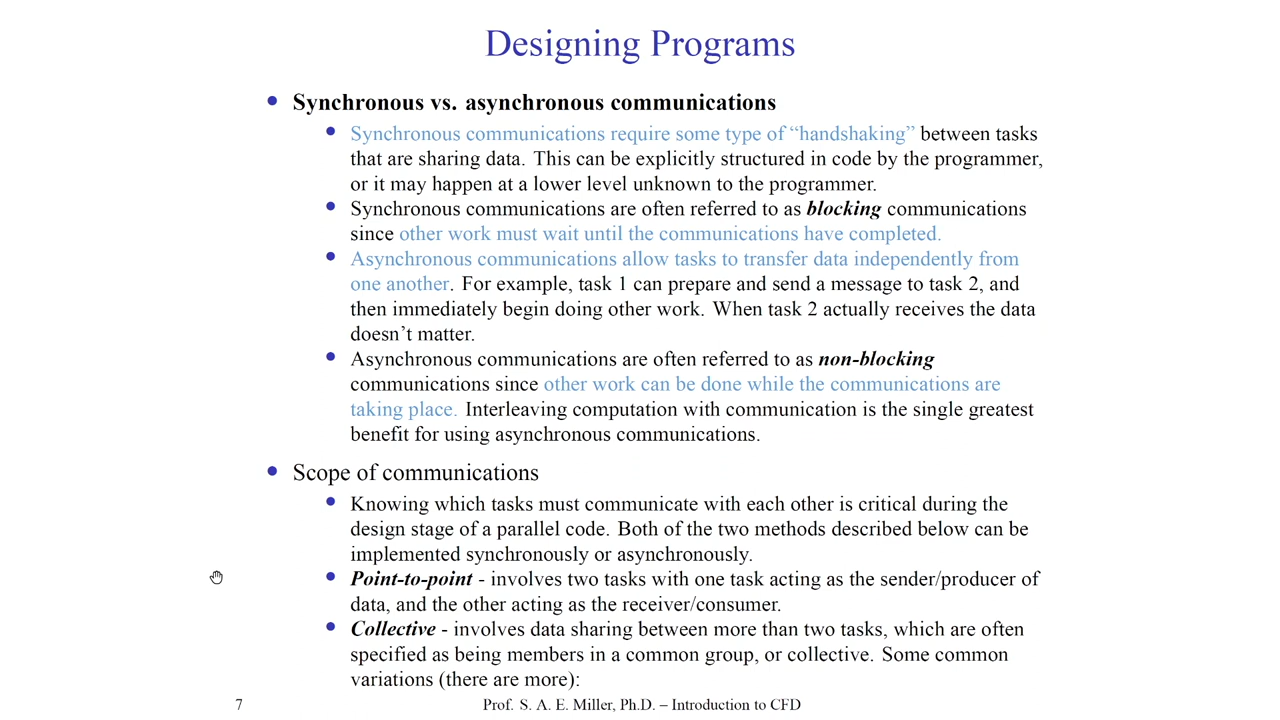 Designing Programs
• Synchronous vs. asynchronous communications
• Synchronous communications require some type of “handshaking” between tasks
that are sharing data. This can be explicitly structured in code by the programmer,
or it may happen at a lower level unknown to the programmer.
• Synchronous communications are often referred to as blocking communications
since other work must wait until the communications have completed.
• Asynchronous communications allow tasks to transfer data independently from
one another. For example, task 1 can prepare and send a message to task 2, and
then immediately begin doing other work. When task 2 actually receives the data
doesn’t matter.
• Asynchronous communications are often referred to as non-blocking
communications since other work can be done while the communications are
taking place. Interleaving computation with communication is the single greatest
benefit for using asynchronous communications.
• Scope of communications
• Knowing which tasks must communicate with each other is critical during the
design stage of a parallel code. Both of the two methods described below can be
implemented synchronously or asynchronously.
• Point-to-point - involves two tasks with one task acting as the sender/producer of
data, and the other acting as the receiver/consumer.
• Collective - involves data sharing between more than two tasks, which are often
specified as being members in a common group, or collective. Some common
variations (there are more):
7 Prof. S. A. E. Miller, Ph.D. – Introduction to CFD